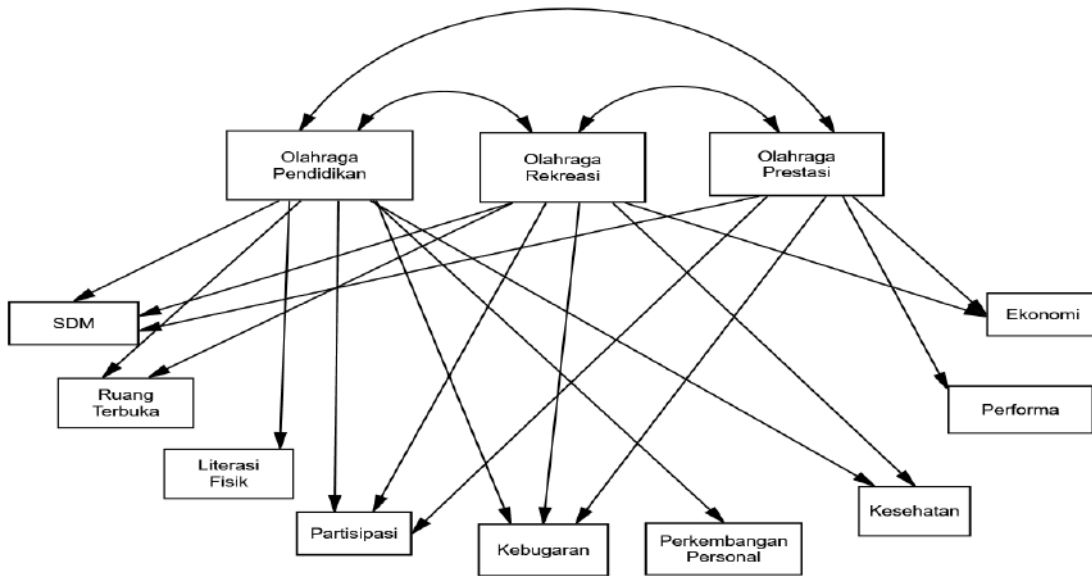 Olahraga
Pendidikan
Olahraga
Rekreasi
Olahraga
Prestasi
SDM
Ekonomi
Ruang
Terbuka
Performa
Literasi
Fisik
Kesehatan
Partisipasi
Kebugaran
Perkembangan
Personal